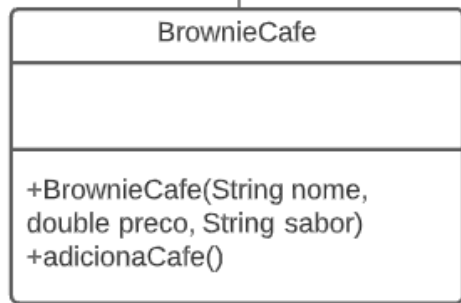 BrownieCafe
+BrownieCafe(String nome,
double preco, String sabor)
+adicionaCafe()